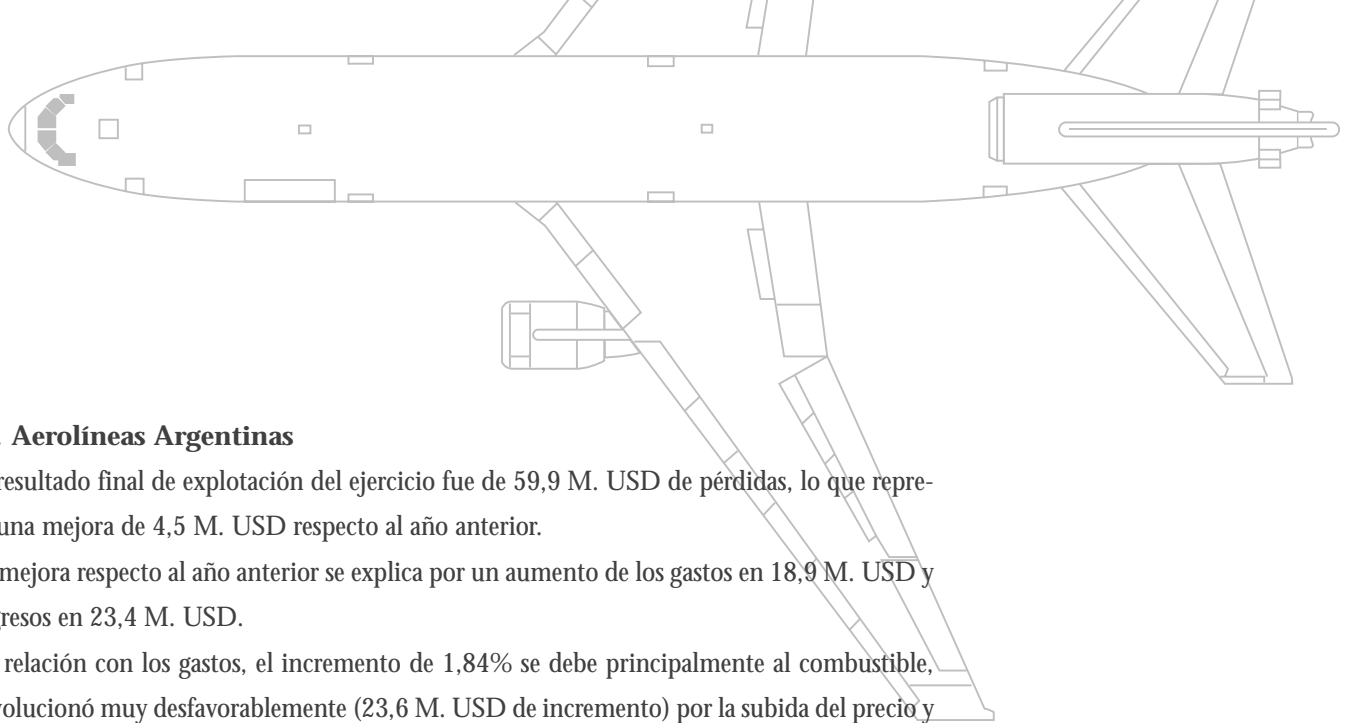 . Aerolíneas Argentinas
resultado final de explotación del ejercicio fue de 59,9 M. USD de pérdidas, lo que repre-
una mejora de 4,5 M. USD respecto al año anterior.
mejora respecto al año anterior se explica por un aumento de los gastos en 18,9 M. USD y
gresos en 23,4 M. USD.
relación con los gastos, el incremento de 1,84% se debe principalmente al combustible,
volucionó muy desfavorablemente (23,6 M. USD de incremento) por la subida del precio y